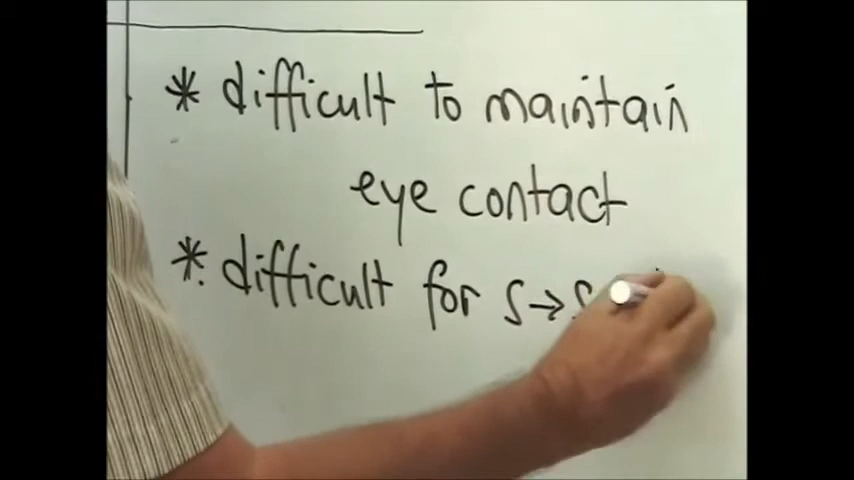 * difficult to maintain
eye contact
* difficult for S→S